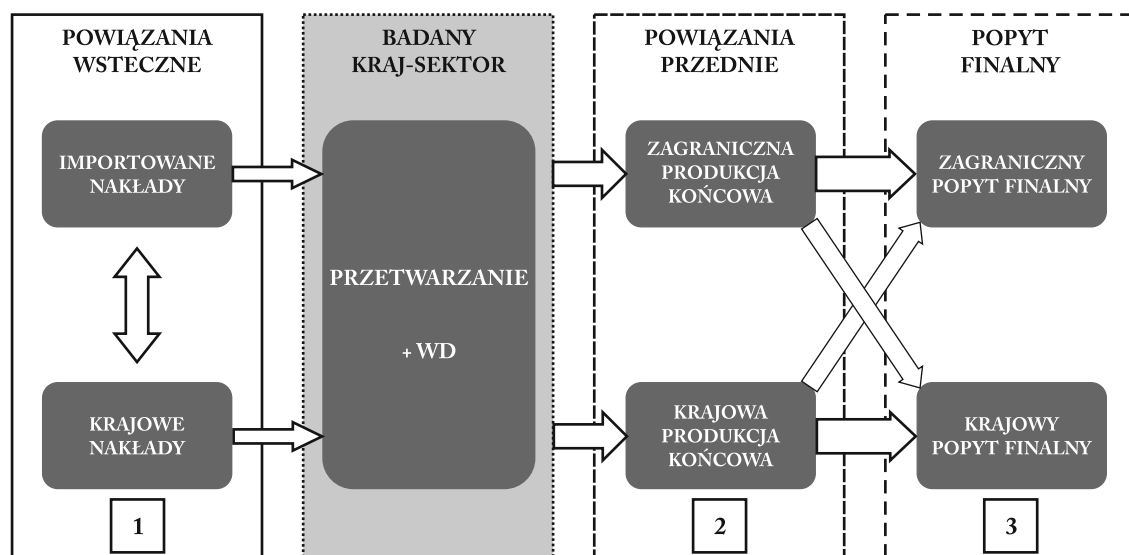 POWIĄZANIA
WSTECZNE
IMPORTOWANE
NAKŁADY
KRAJOWE
NAKŁADY
1
BADANY
KRAJ-SEKTOR
PRZETWARZANIE
+ WD
POWIĄZANIA
PRZEDNIE
ZAGRANICZNA
PRODUKCJA
KOŃCOWA
KRAJOWA
PRODUKCJA
KOŃCOWA
2
POPYT
FINALNY
ZAGRANICZNY
POPYT FINALNY
KRAJOWY
POPYT FINALNY
3